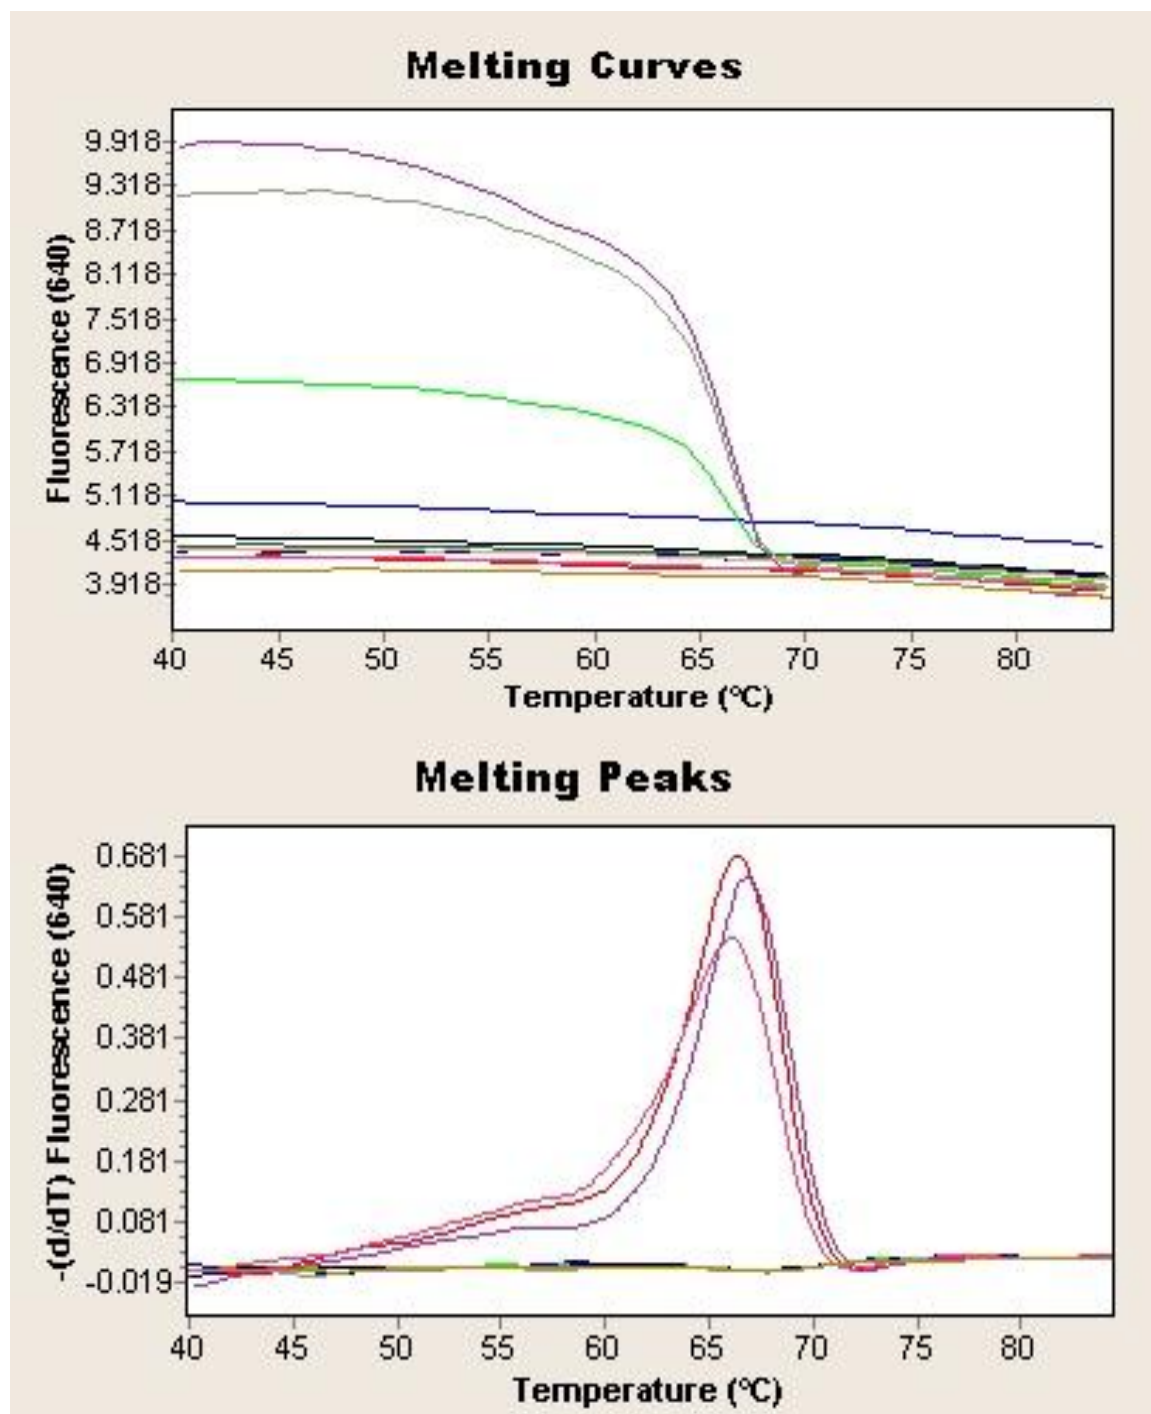 Melting Curves
Fluorescence (640)
9.918
9.318
8.718
8.118
7.518
6.918
6.318
5.718
5.118
4.518
3.918
40 45 50 55 60 65 70 75 80
Temperature (°C)
Melting Peaks
-(d/dT) Fluorescence (640)
0.681
0.581
0.481
0.381
0.281
0.181
0.081
-0.019
40 45 50 55 60 65 70 75 80
Temperature (°C)